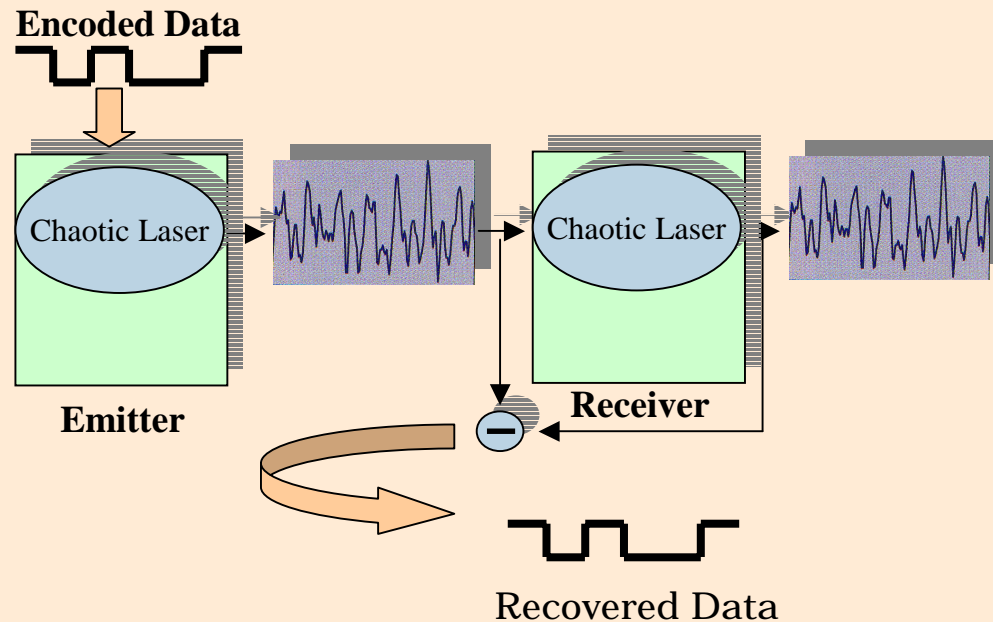 Encoded Data
Chaotic Laser
Chaotic Laser
Emitter
Receiver
Recovered Data